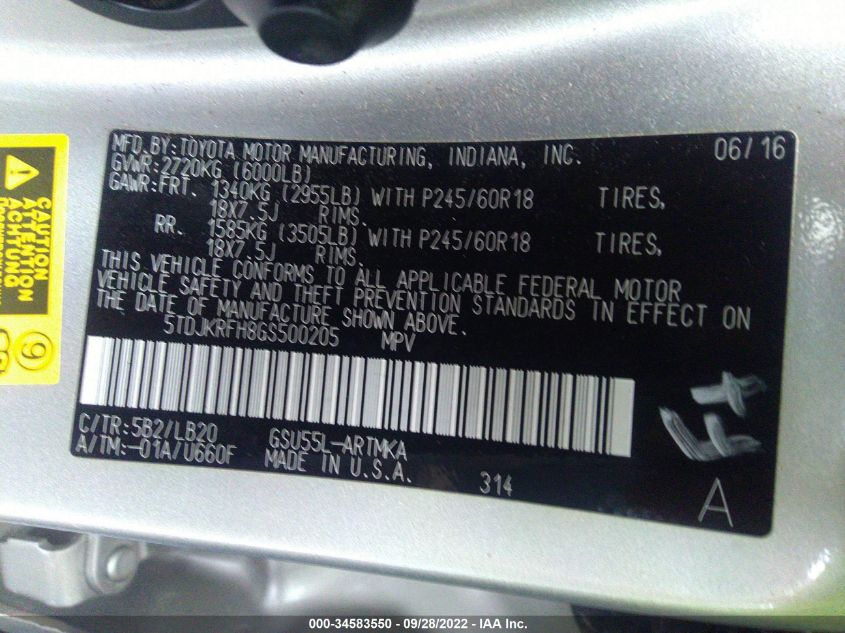 MFD.BY:TOYOTA MOTOR MANUFACTURING, INDIANA, INC. 06/16
GVWR:2720KG (6000LB)
GAWR:FRT. 1340KG (2955LB) WITH P245/60R18 TIRES,
18X7.5J RIMS.
RR. 1585KG (3505LB) WITH P245/60R18 TIRES,
18X7.5J RIMS.
THIS VEHICLE CONFORMS TO ALL APPLICABLE FEDERAL MOTOR
VEHICLE SAFETY AND THEFT PREVENTION STANDARDS IN EFFECT ON
THE DATE OF MANUFACTURE SHOWN ABOVE.
5TDJKRFH8GS500205 MPV
C/TR:5B2/LB20 GSU55L-ARTMKA
A/TM:-01A/U660F MADE IN U.S.A.
314
A
CAUTION
ATTENTION
ACHTUNG
9
000-34583550 - 09/28/2022 - IAA Inc.